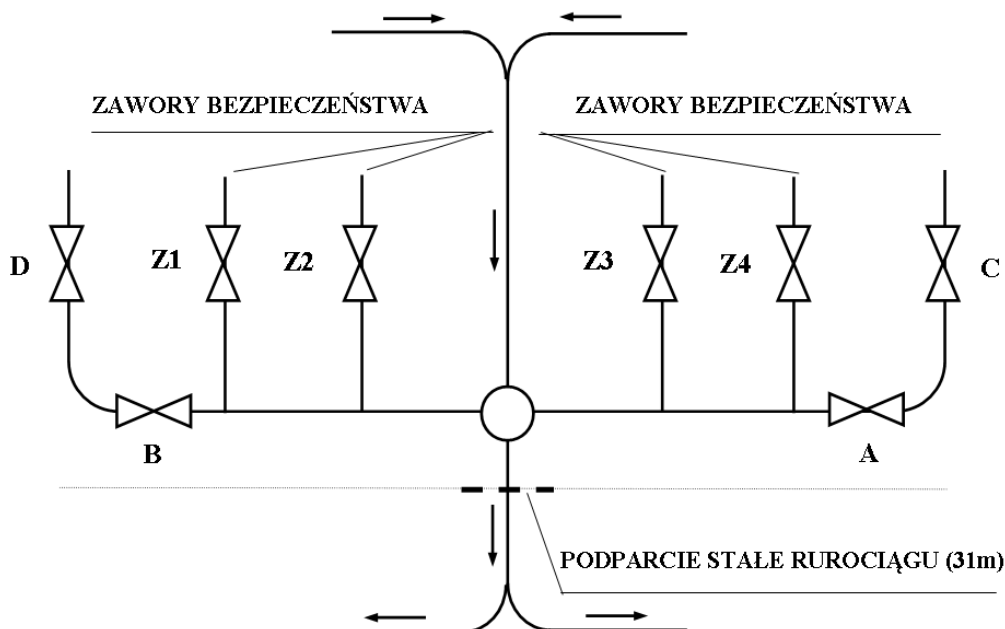 ZAWORY BEZPIECZEŃSTWA
ZAWORY BEZPIECZEŃSTWA
D
Z1
Z2
Z3
Z4
C
B
A
PODPARCIE STAŁE RUROCIĄGU (31m)